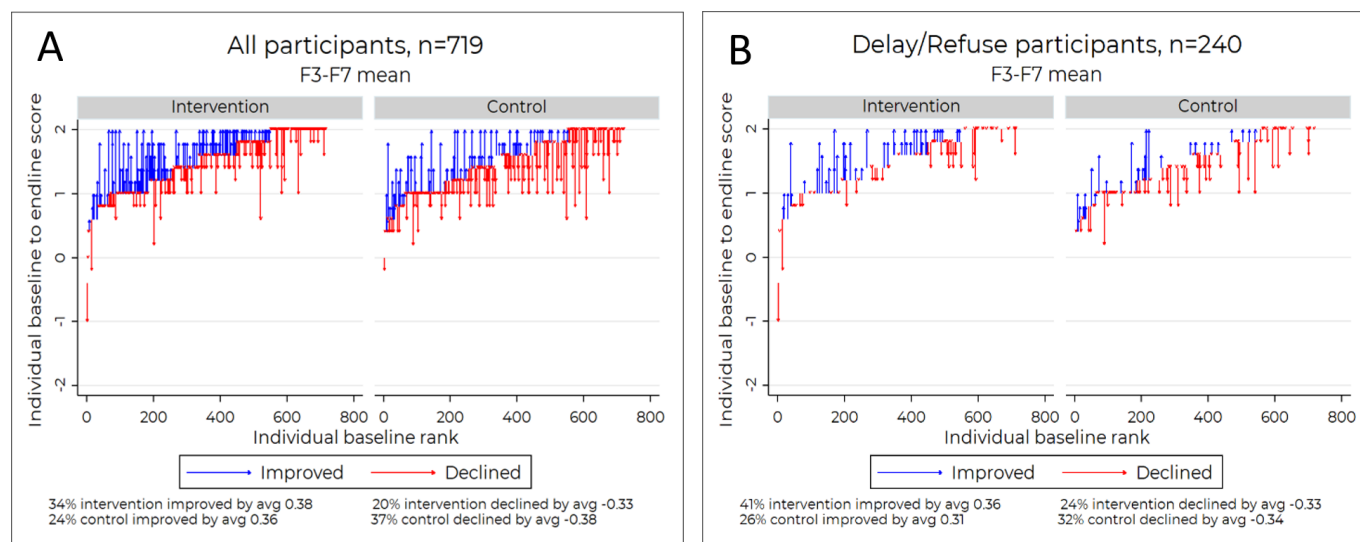 A
All participants, n=719
F3-F7 mean
Intervention
Control
Individual baseline to endline score
2
1
0
-1
-2
0 200 400 600 800
0 200 400 600 800
Individual baseline rank
Improved
Declined
34% intervention improved by avg 0.38
20% intervention declined by avg -0.33
24% control improved by avg 0.36
37% control declined by avg -0.38
B
Delay/Refuse participants, n=240
F3-F7 mean
Intervention
Control
Individual baseline to endline score
2
1
0
-1
-2
0 200 400 600 800
0 200 400 600 800
Individual baseline rank
Improved
Declined
41% intervention improved by avg 0.36
24% intervention declined by avg -0.33
26% control improved by avg 0.31
32% control declined by avg -0.34